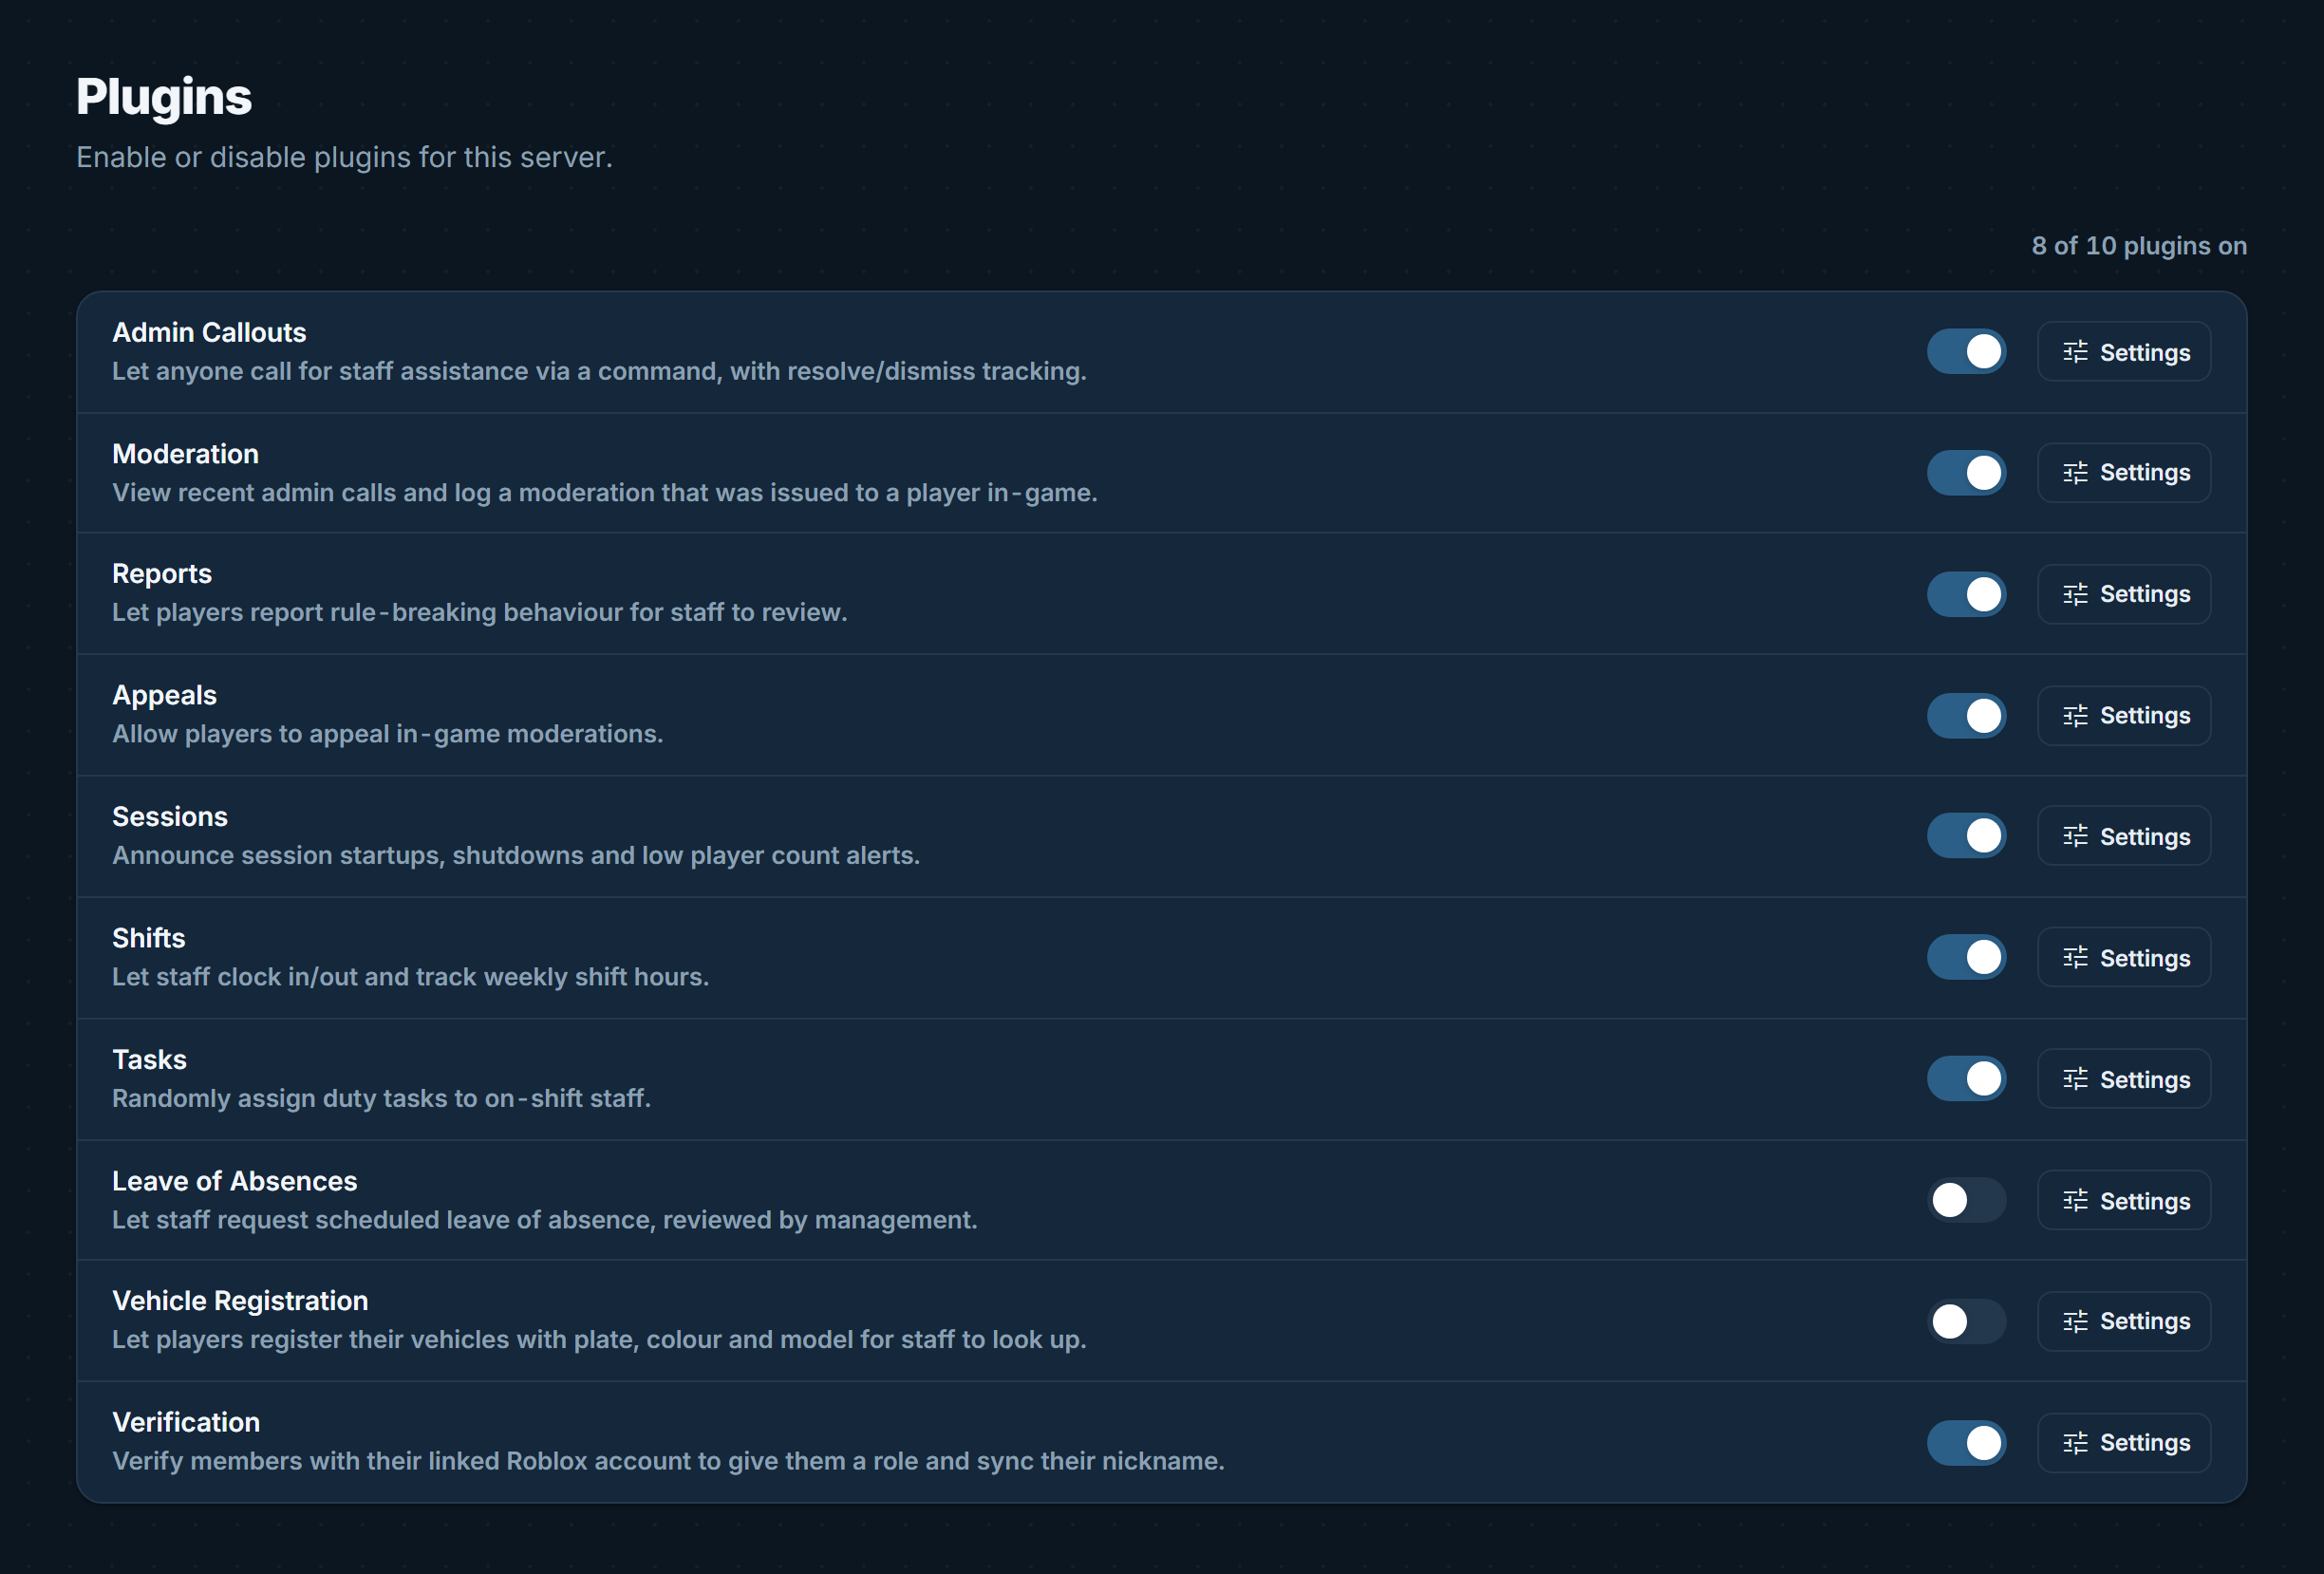 Plugins
Enable or disable plugins for this server.
8 of 10 plugins on
Admin Callouts
Let anyone call for staff assistance via a command, with resolve/dismiss tracking.
Settings
Moderation
View recent admin calls and log a moderation that was issued to a player in-game.
Settings
Reports
Let players report rule-breaking behaviour for staff to review.
Settings
Appeals
Allow players to appeal in-game moderations.
Settings
Sessions
Announce session startups, shutdowns and low player count alerts.
Settings
Shifts
Let staff clock in/out and track weekly shift hours.
Settings
Tasks
Randomly assign duty tasks to on-shift staff.
Settings
Leave of Absences
Let staff request scheduled leave of absence, reviewed by management.
Settings
Vehicle Registration
Let players register their vehicles with plate, colour and model for staff to look up.
Settings
Verification
Verify members with their linked Roblox account to give them a role and sync their nickname.
Settings